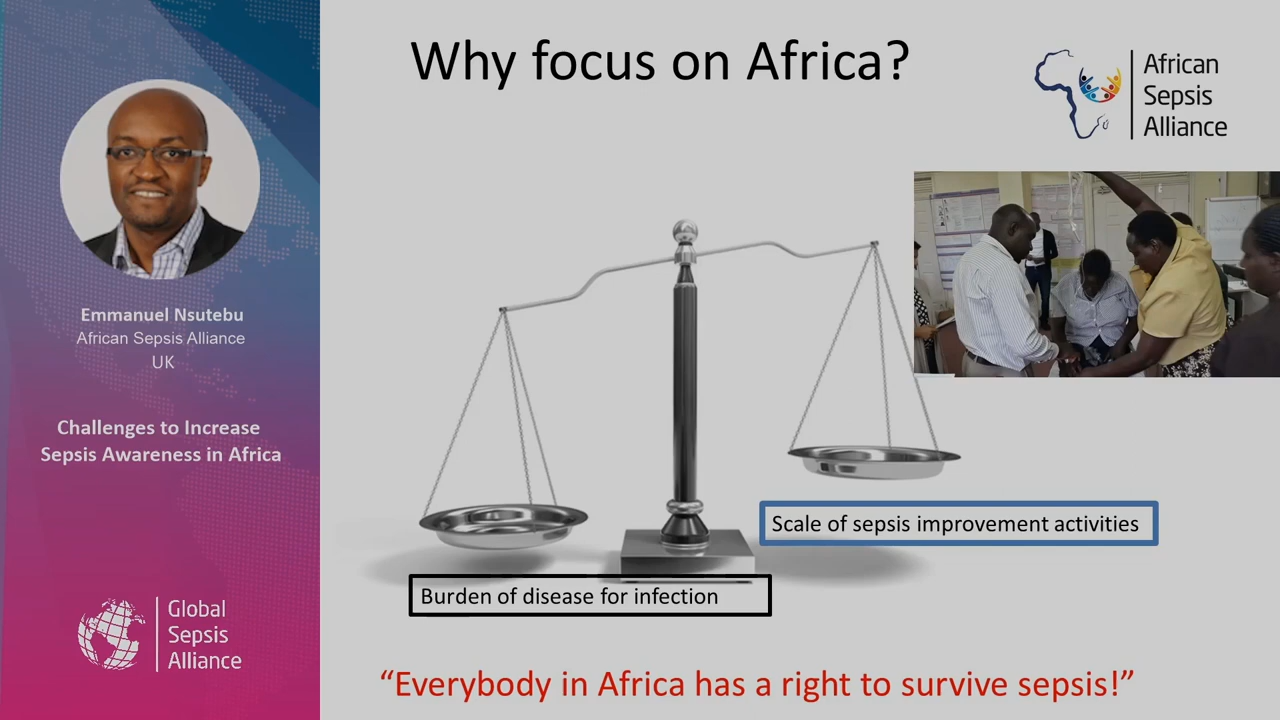 Why focus on Africa?
African
Sepsis
Alliance
Emmanuel Nsutebu
African Sepsis Alliance
UK
Challenges to Increase
Sepsis Awareness in Africa
Scale of sepsis improvement activities
Burden of disease for infection
Global
Sepsis
Alliance
“Everybody in Africa has a right to survive sepsis!”